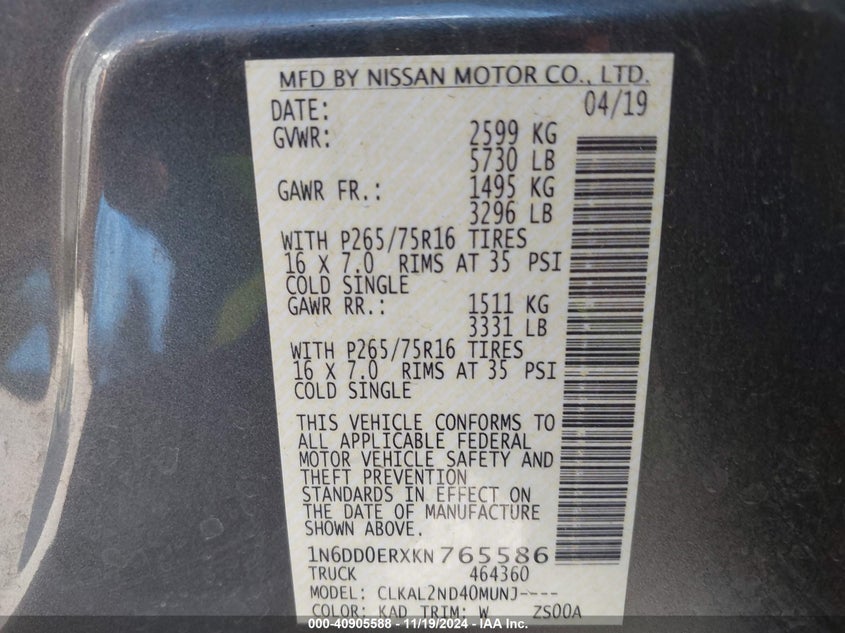 MFD BY NISSAN MOTOR CO., LTD.
DATE: 04/19
GVWR: 2599 KG
5730 LB
GAWR FR.: 1495 KG
3296 LB
WITH P265/75R16 TIRES
16 X 7.0 RIMS AT 35 PSI
COLD SINGLE
GAWR RR.: 1511 KG
3331 LB
WITH P265/75R16 TIRES
16 X 7.0 RIMS AT 35 PSI
COLD SINGLE
THIS VEHICLE CONFORMS TO
ALL APPLICABLE FEDERAL
MOTOR VEHICLE SAFETY AND
THEFT PREVENTION
STANDARDS IN EFFECT ON
THE DATE OF MANUFACTURE
SHOWN ABOVE.
1N6DD0ERXKN765586
TRUCK 464360
MODEL: CLKAL2ND40MUNJ----
COLOR: KAD TRIM: W ZS00A
000-40905588 - 11/19/2024 - IAA Inc.